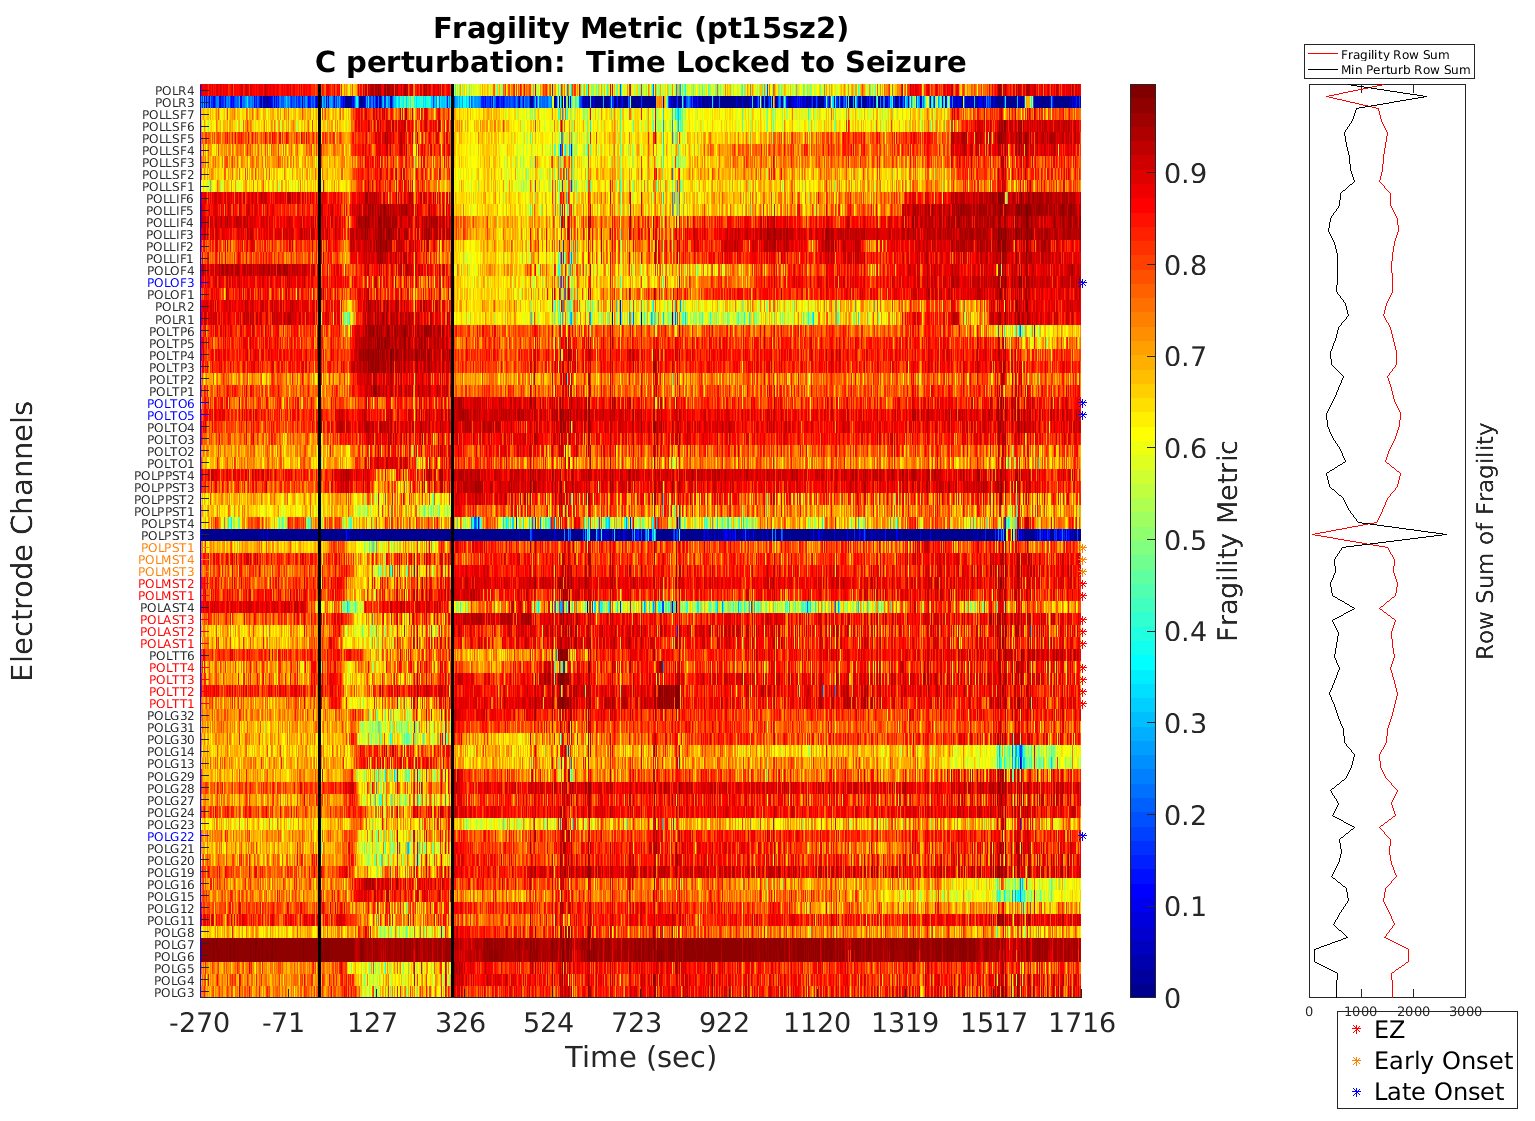 Fragility Metric (pt15sz2)
C perturbation:  Time Locked to Seizure
Electrode Channels
POLR4
POLR3
POLLSF7
POLLSF6
POLLSF5
POLLSF4
POLLSF3
POLLSF2
POLLSF1
POLLIF6
POLLIF5
POLLIF4
POLLIF3
POLLIF2
POLLIF1
POLOF4
POLOF3
POLOF1
POLR2
POLR1
POLTP6
POLTP5
POLTP4
POLTP3
POLTP2
POLTP1
POLTO6
POLTO5
POLTO4
POLTO3
POLTO2
POLTO1
POLPPST4
POLPPST3
POLPPST2
POLPPST1
POLPST4
POLPST3
POLPST1
POLMST4
POLMST3
POLMST2
POLMST1
POLAST4
POLAST3
POLAST2
POLAST1
POLTT6
POLTT4
POLTT3
POLTT2
POLTT1
POLG32
POLG31
POLG30
POLG14
POLG13
POLG29
POLG28
POLG27
POLG24
POLG23
POLG22
POLG21
POLG20
POLG19
POLG16
POLG15
POLG12
POLG11
POLG8
POLG7
POLG6
POLG5
POLG4
POLG3
-270 -71 127 326 524 723 922 1120 1319 1517 1716
Time (sec)
0.9
0.8
0.7
0.6
0.5
0.4
0.3
0.2
0.1
0
Fragility Metric
Fragility Row Sum
Min Perturb Row Sum
0 1000 2000 3000
Row Sum of Fragility
EZ
Early Onset
Late Onset